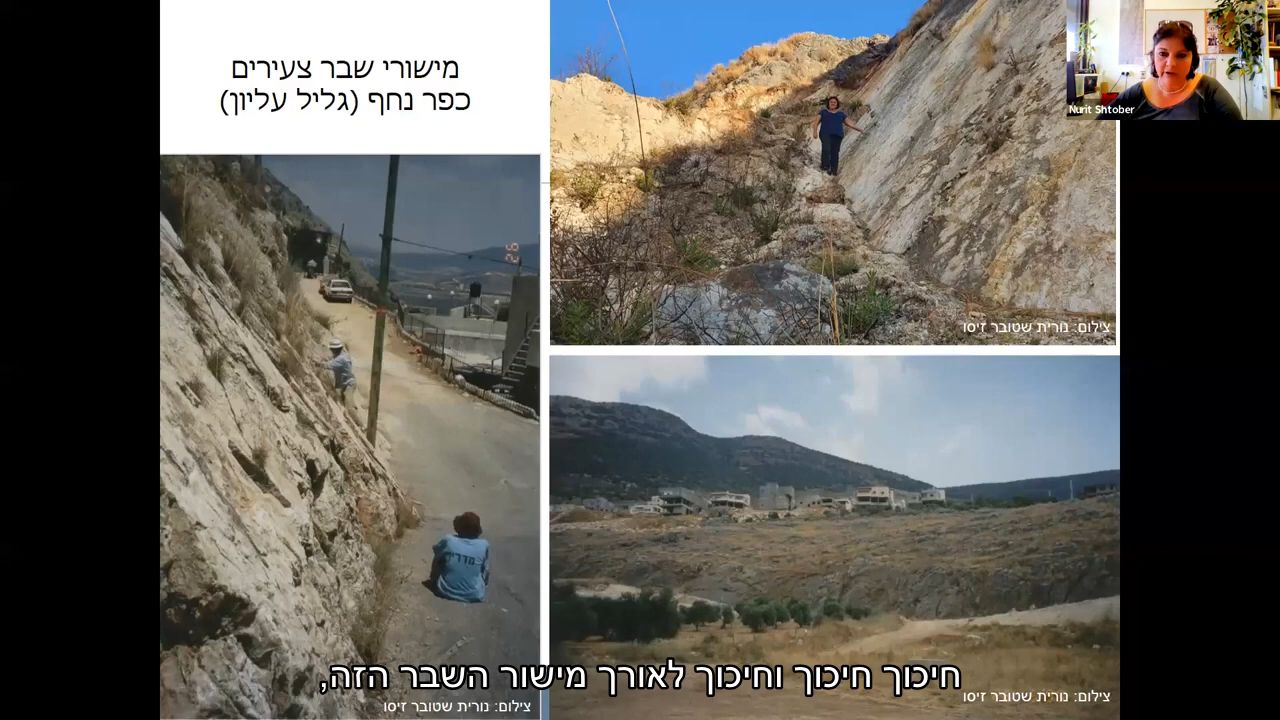 מישורי שבר צעירים
כפר נחף (גליל עליון)
Nurit Shtober
צילום: נורית שטובר זיסו
מדריך
חיכוך חיכוך וחיכוך לאורך מישור השבר הזה,
צילום: נורית שטובר זיסו
צילום: נורית שטובר זיסו